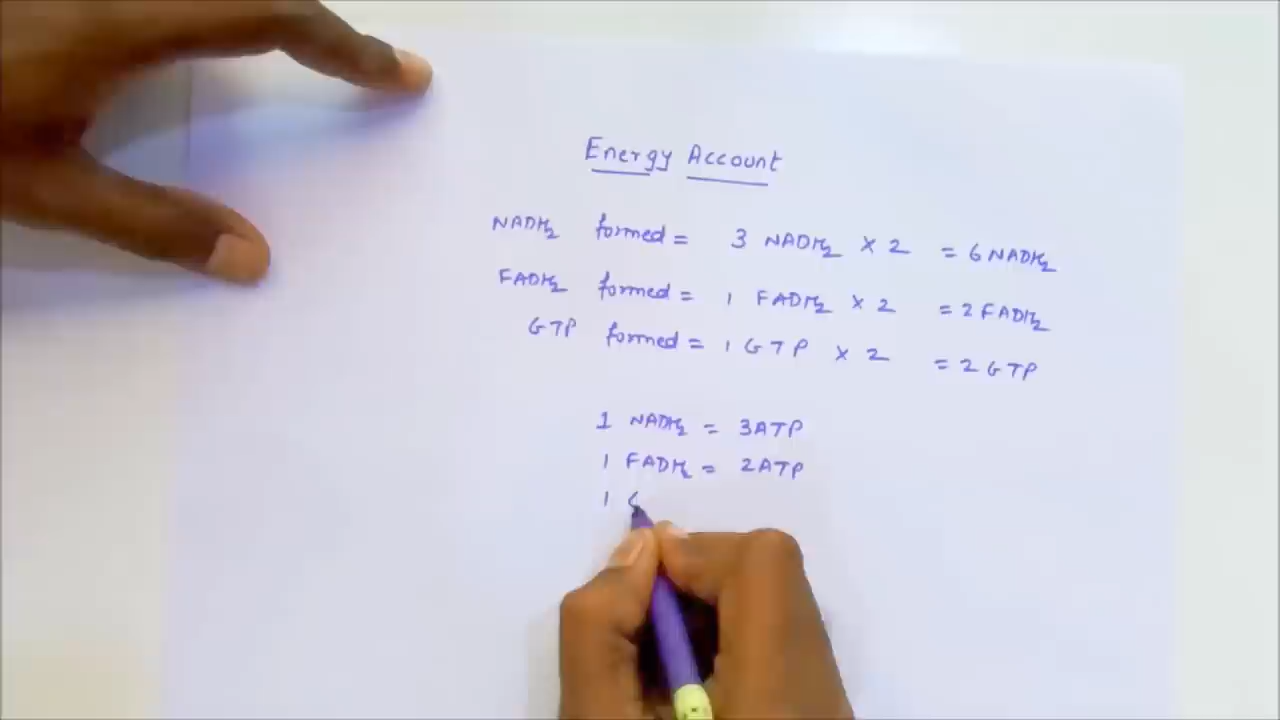 Energy Account
NADH2 formed = 3 NADH2 × 2 = 6 NADH2
FADH2 formed = 1 FADH2 × 2 = 2 FADH2
GTP formed = 1 GTP × 2 = 2 GTP
1 NADH2 = 3ATP
1 FADH2 = 2ATP
1